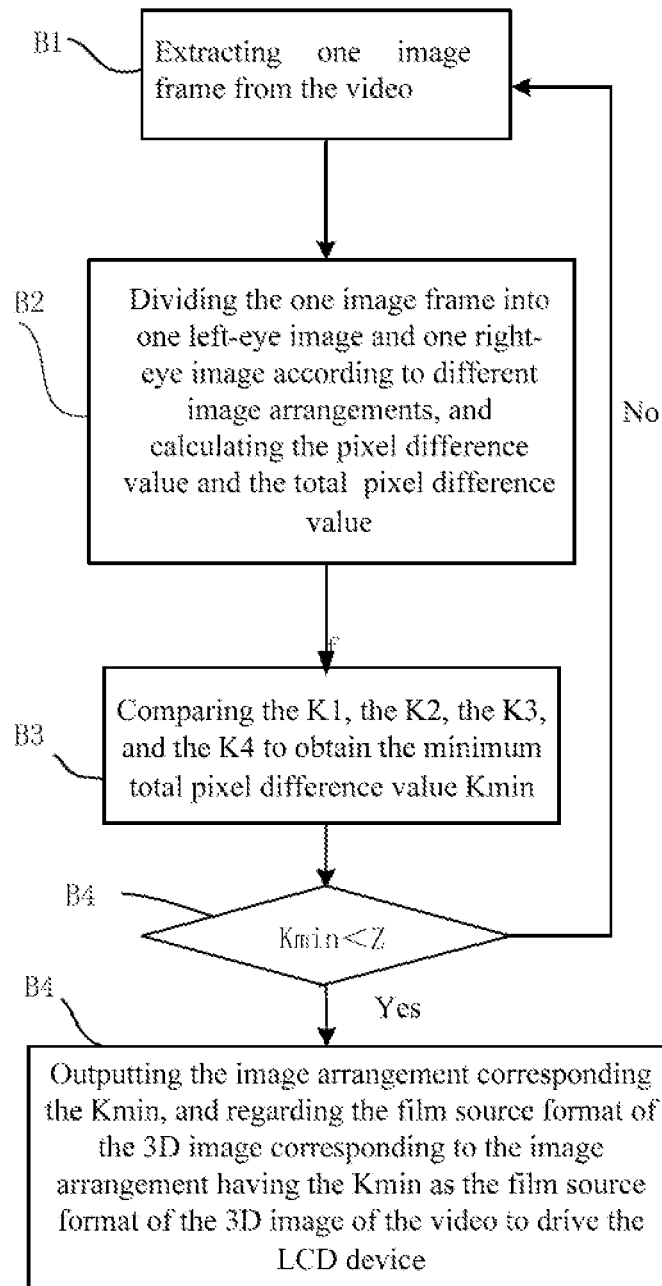 B1
Extracting one image
frame from the video
B2
Dividing the one image frame into
one left-eye image and one right-
eye image according to different
image arrangements, and
calculating the pixel difference
value and the total pixel difference
value
No
f
B3
Comparing the K1, the K2, the K3,
and the K4 to obtain the minimum
total pixel difference value Kmin
B4
Kmin<Z
B4
Yes
Outputting the image arrangement corresponding
the Kmin, and regarding the film source format of
the 3D image corresponding to the image
arrangement having the Kmin as the film source
format of the 3D image of the video to drive the
LCD device